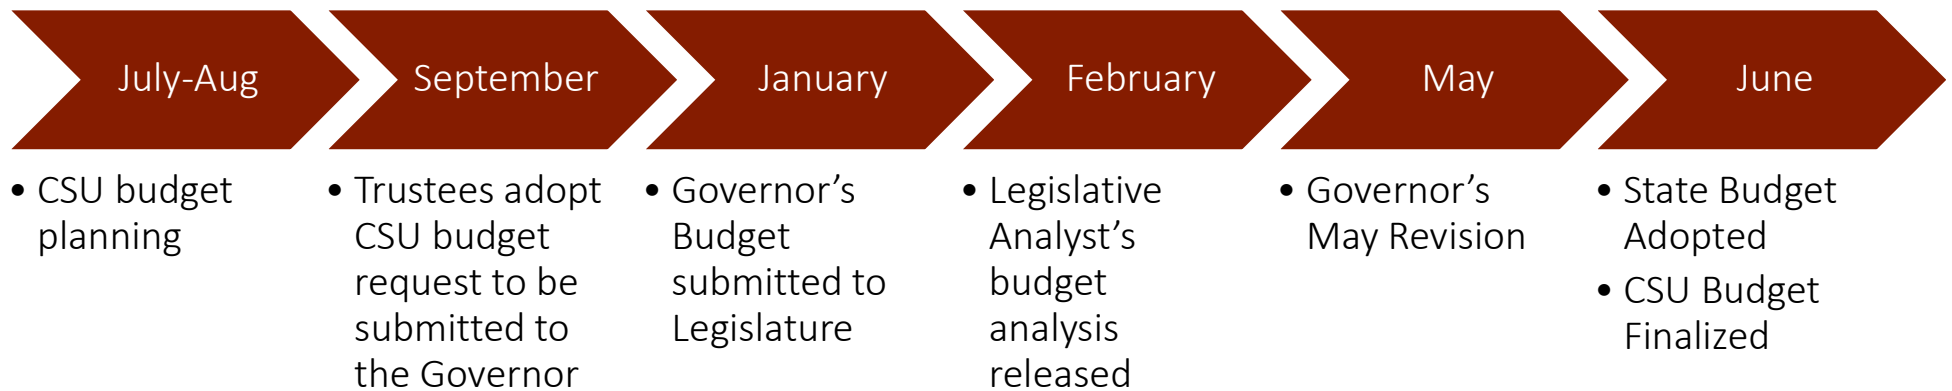 July-Aug
• CSU budget
planning
September
• Trustees adopt
CSU budget
request to be
submitted to
the Governor
January
• Governor’s
Budget
submitted to
Legislature
February
• Legislative
Analyst’s
budget
analysis
released
May
• Governor’s
May Revision
June
• State Budget
Adopted
• CSU Budget
Finalized